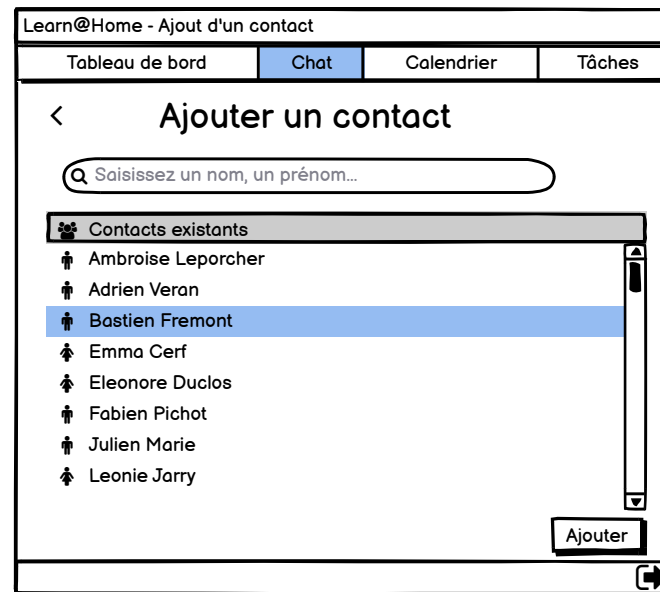 Learn@Home - Ajout d'un contact
Tableau de bord Chat Calendrier Tâches
Ajouter un contact
Saisissez un nom, un prénom...
Contacts existants
Ambroise Leporcher
Adrien Veran
Bastien Fremont
Emma Cerf
Eleonore Duclos
Fabien Pichot
Julien Marie
Leonie Jarry
Ajouter